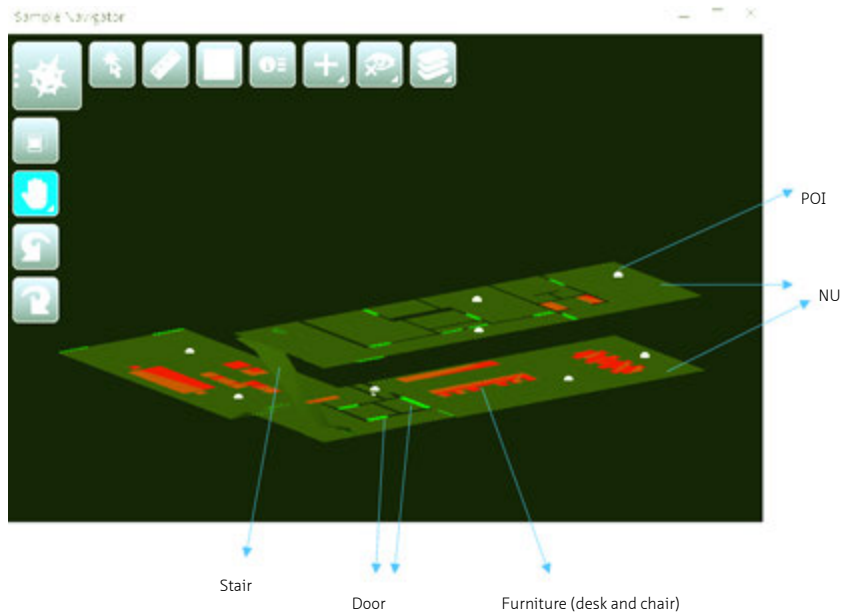 Sample Navigator
POI
NU
Stair
Door
Furniture (desk and chair)